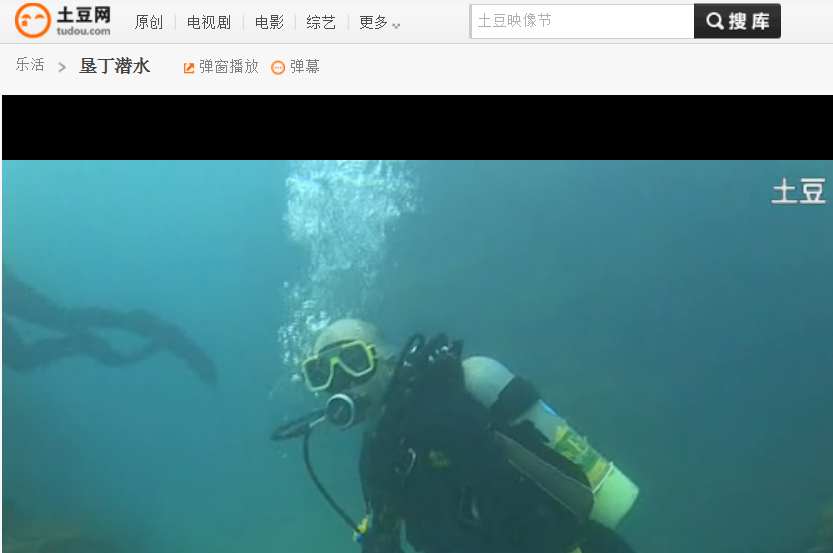 土豆网
tudou.com
原创 电视剧 电影 综艺 更多
土豆映像节
搜库
乐活 > 垦丁潜水 弹窗播放 弹幕
土豆